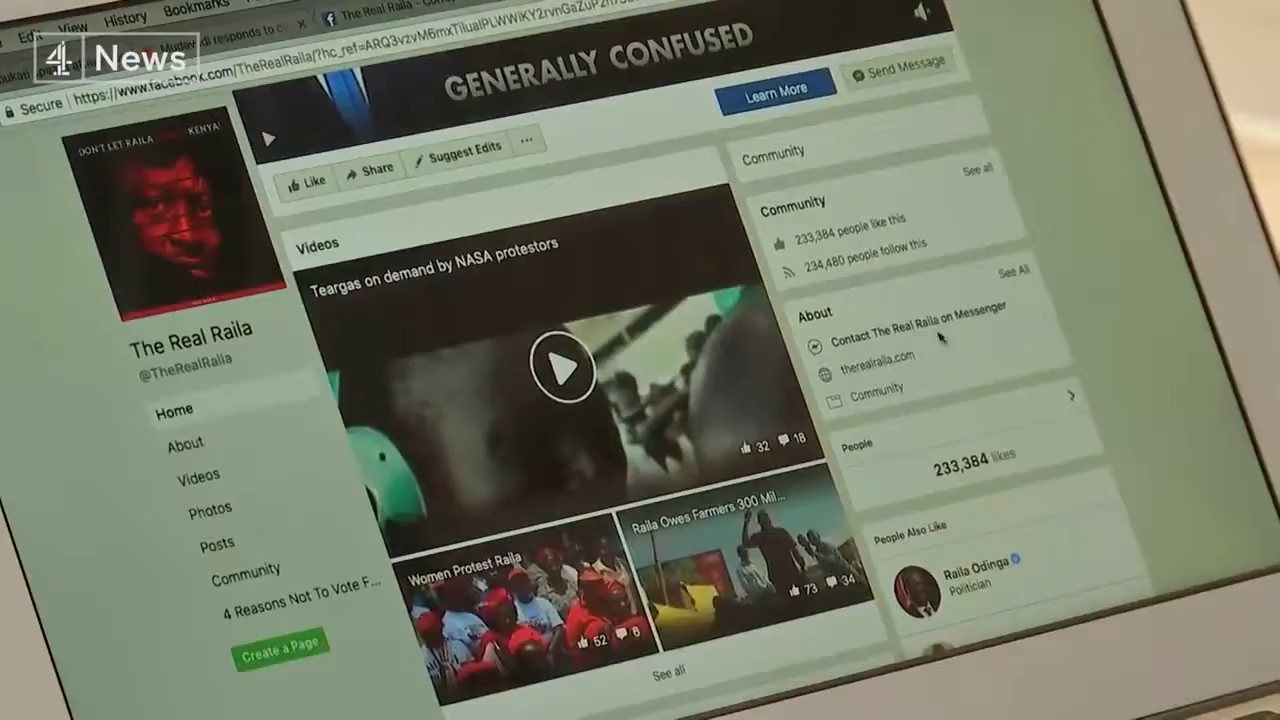 4 News
Edit View History Bookmarks
Mudavadi responds to c
The Real Raila
Secure https://www.facebook.com/TheRealRaila/?hc_ref=
GENERALLY CONFUSED
Learn More
Send Message
DON'T LET RAILA KENYA
Like Share Suggest Edits ...
Community
Videos
Community See all
233,384 people like this
234,480 people follow this
Teargas on demand by NASA protestors
About See All
Contact The Real Raila on Messenger
therealraila.com
Community
The Real Raila
@TheRealRaila
Home
About
Videos
Photos
Posts
Community
4 Reasons Not To Vote F...
Create a Page
32 18
People
233,384 likes
Women Protest Raila
52 6
Raila Owes Farmers 300 Mil...
73 34
See all
People Also Like
Raila Odinga
Politician